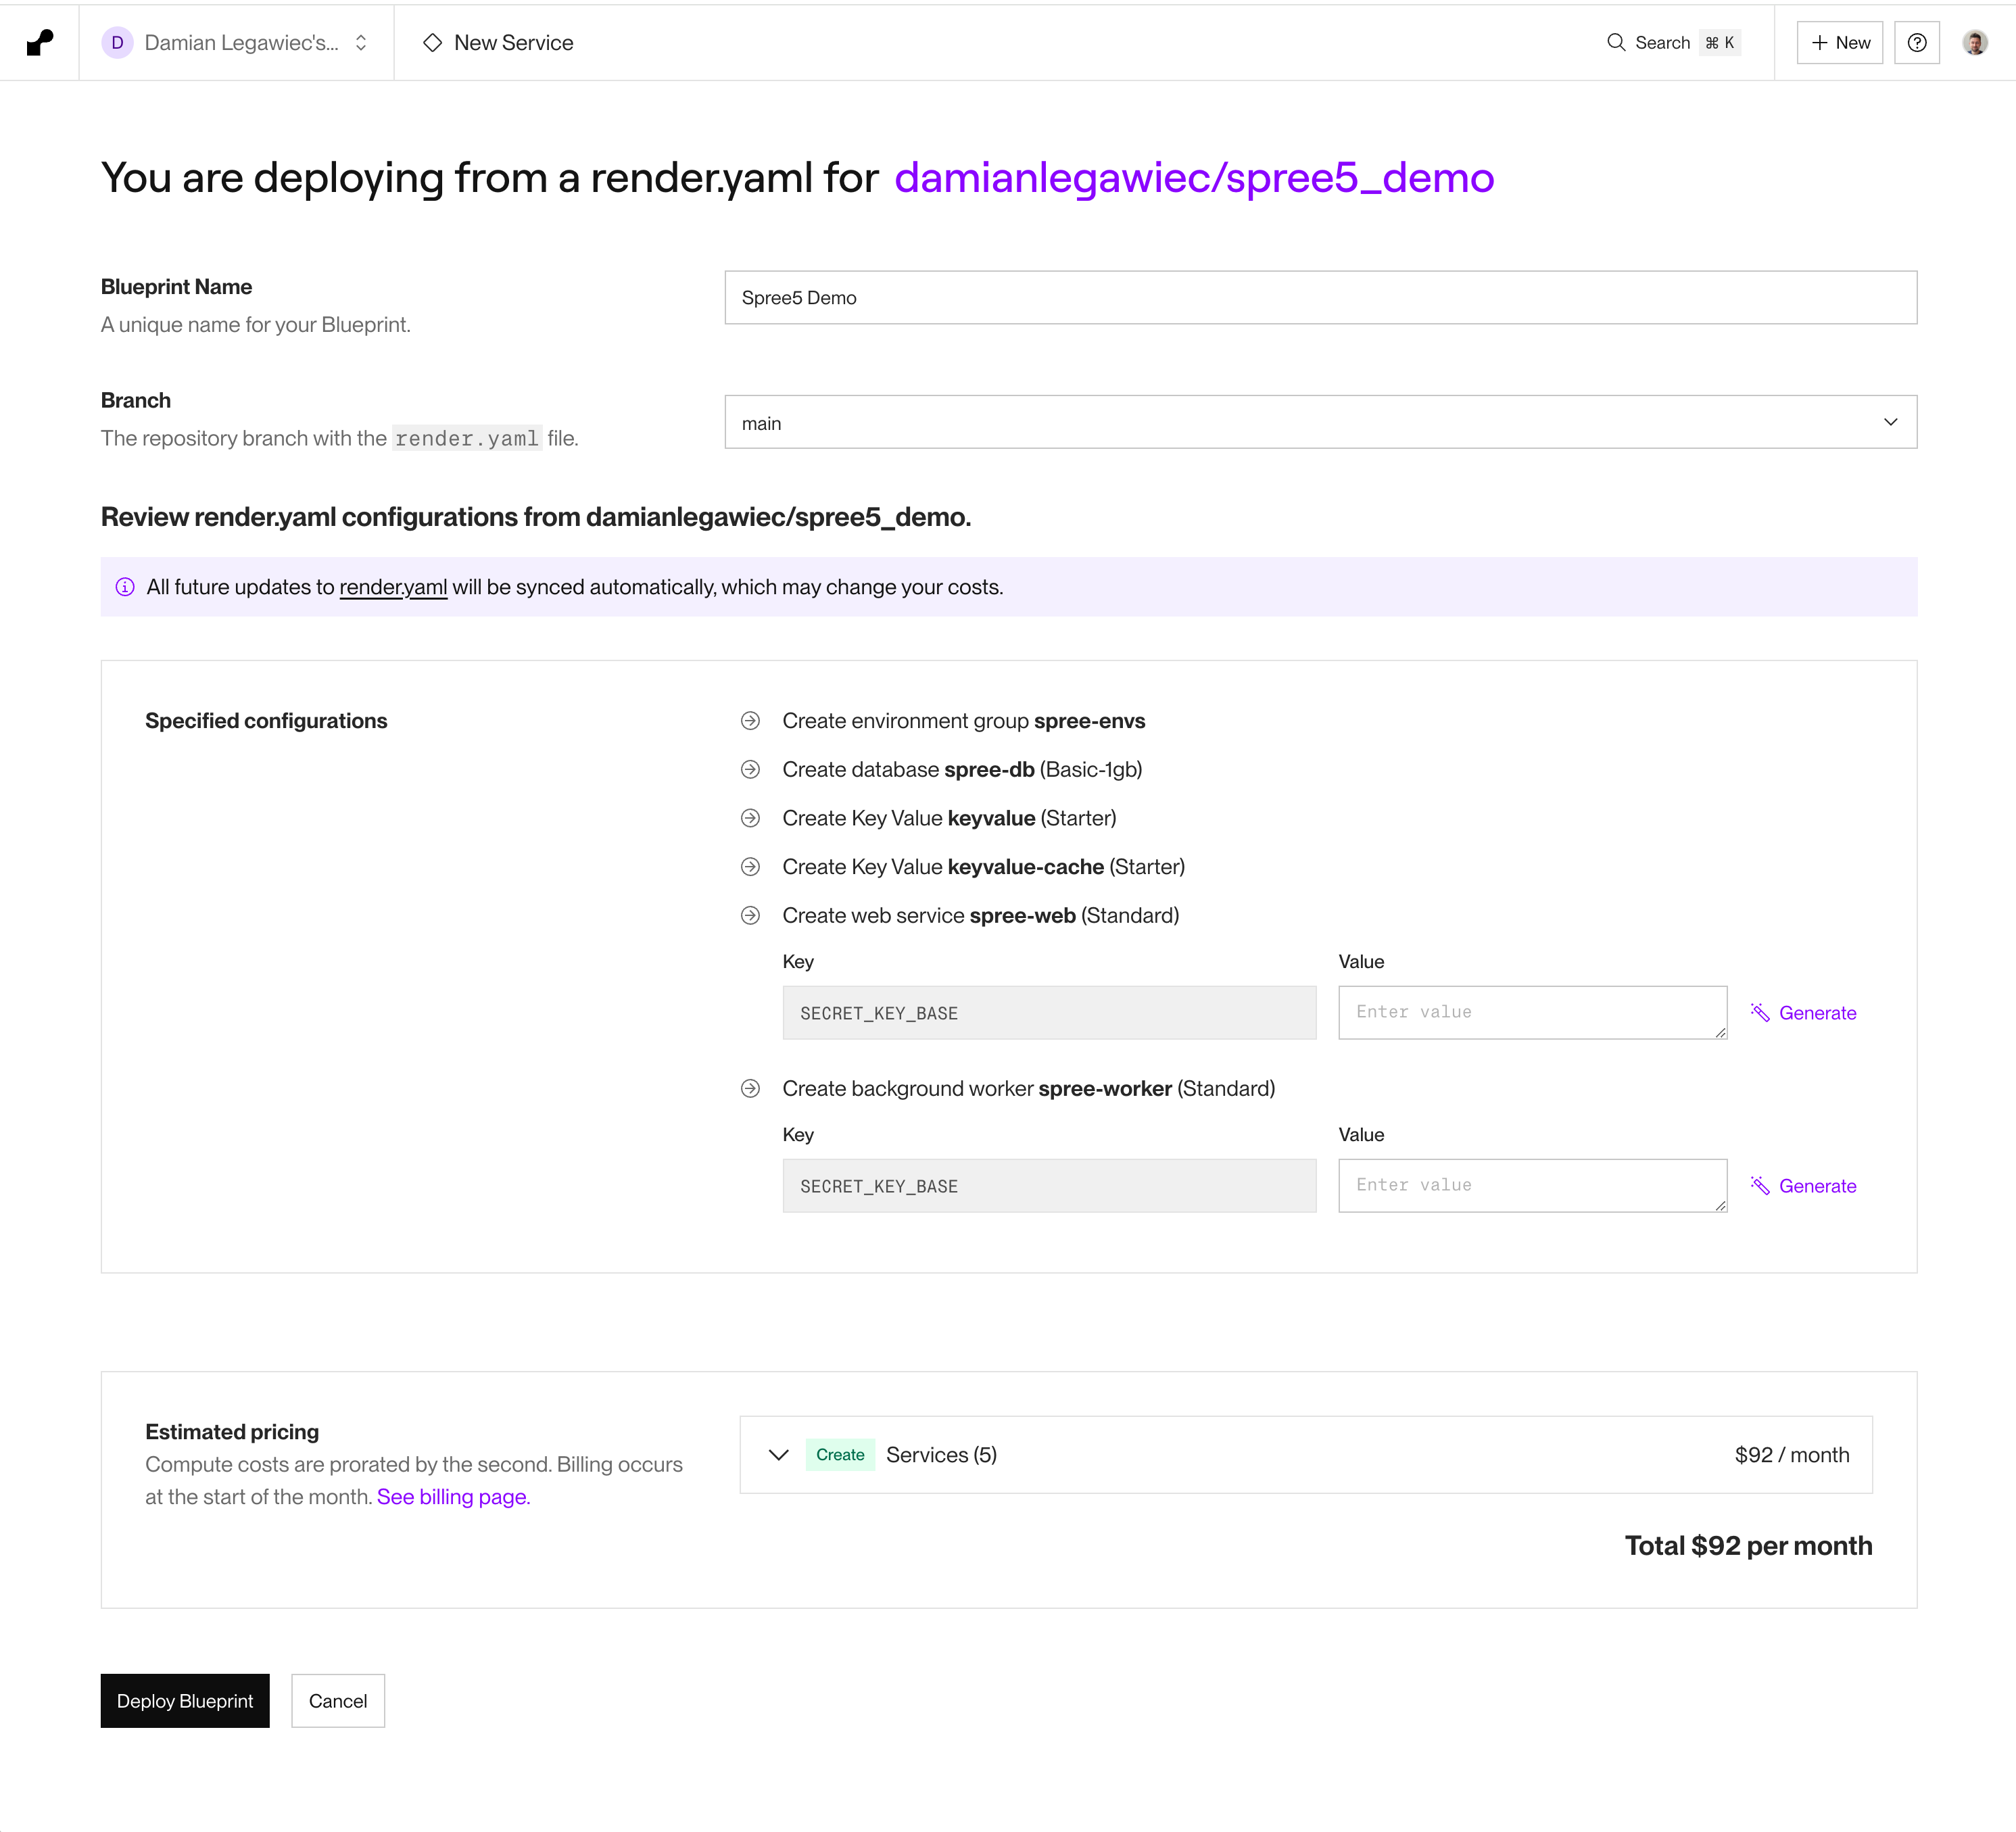 D Damian Legawiec's... New Service Search ⌘ K + New
You are deploying from a render.yaml for damianlegawiec/spree5_demo
Blueprint Name
A unique name for your Blueprint.
Spree5 Demo
Branch
The repository branch with the render.yaml file.
main
Review render.yaml configurations from damianlegawiec/spree5_demo.
All future updates to render.yaml will be synced automatically, which may change your costs.
Specified configurations
Create environment group spree-envs
Create database spree-db (Basic-1gb)
Create Key Value keyvalue (Starter)
Create Key Value keyvalue-cache (Starter)
Create web service spree-web (Standard)
Key Value
SECRET_KEY_BASE Enter value Generate
Create background worker spree-worker (Standard)
Key Value
SECRET_KEY_BASE Enter value Generate
Estimated pricing
Compute costs are prorated by the second. Billing occurs
at the start of the month. See billing page.
Create Services (5) $92 / month
Total $92 per month
Deploy Blueprint Cancel